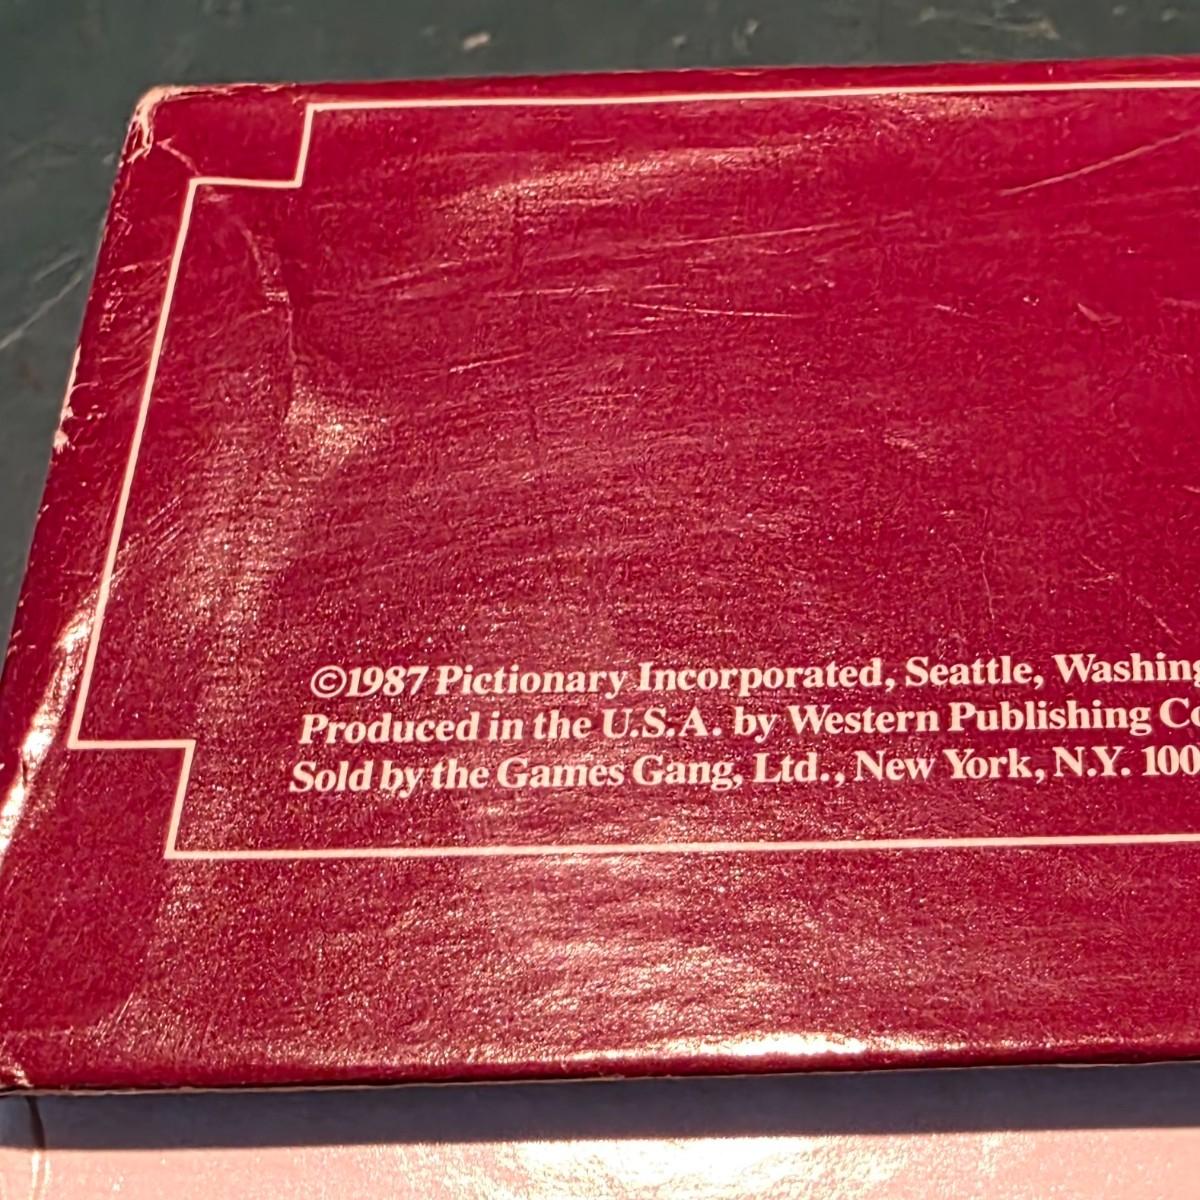 ©1987 Pictionary Incorporated, Seattle, Washing
Produced in the U.S.A. by Western Publishing Co
Sold by the Games Gang, Ltd., New York, N.Y. 100